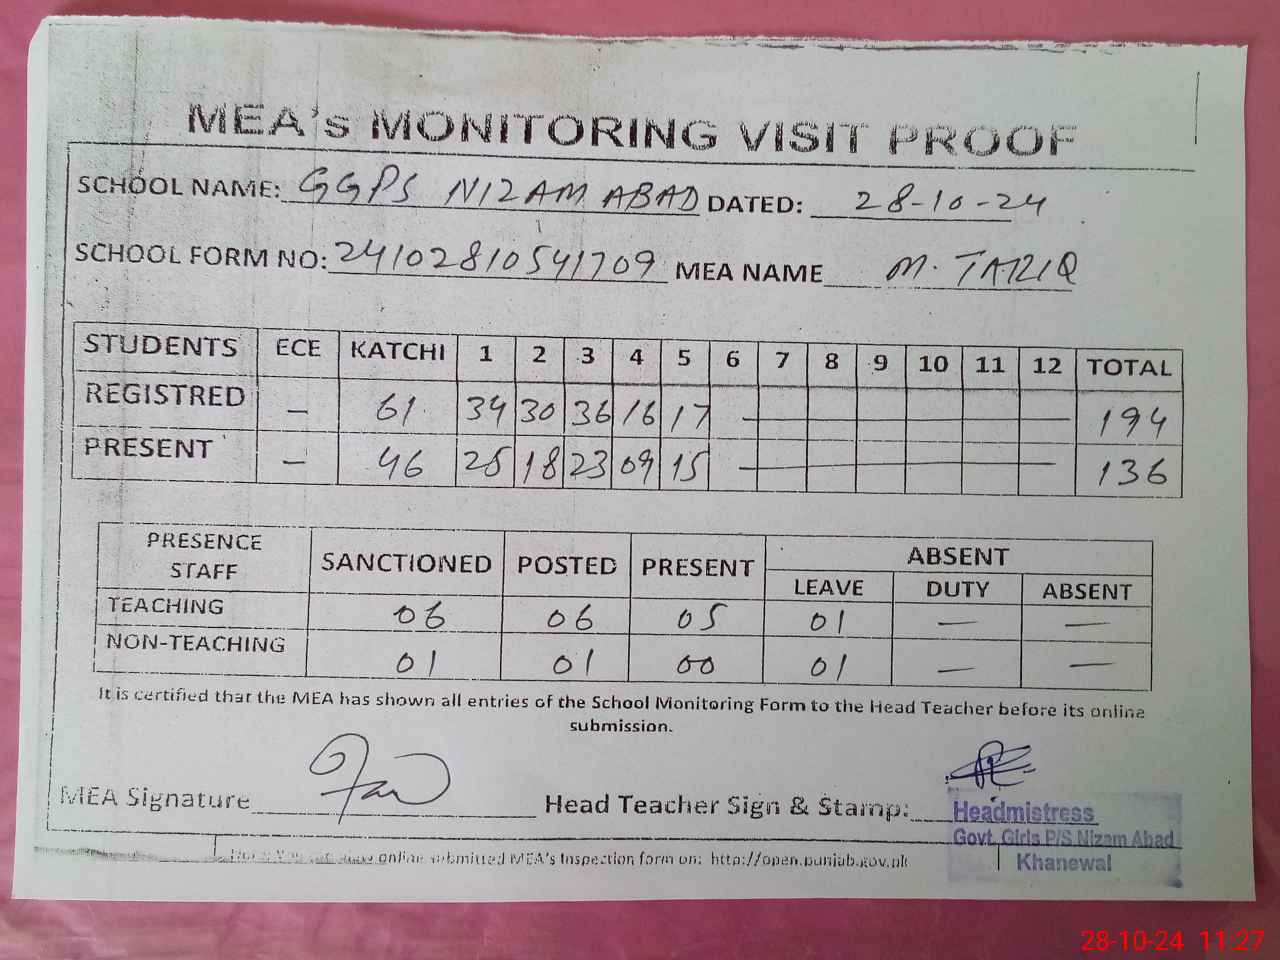 MEA's MONITORING VISIT PROOF
SCHOOL NAME: GGPS NIZAM ABAD DATED: 28-10-24
SCHOOL FORM NO: 24102810541709 MEA NAME M. TARIQ
STUDENTS ECE KATCHI 1 2 3 4 5 6 7 8 9 10 11 12 TOTAL
REGISTRED — 61 34 30 36 16 17 — 194
PRESENT — 46 25 18 23 09 15 — 136
PRESENCE STAFF SANCTIONED POSTED PRESENT ABSENT
LEAVE DUTY ABSENT
TEACHING 06 06 05 01 — —
NON-TEACHING 01 01 00 01 — —
It is certified that the MEA has shown all entries of the School Monitoring Form to the Head Teacher before its online
submission.
MEA Signature Head Teacher Sign & Stamp:
Headmistress
Govt. Girls P/S Nizam Abad
Khanewal
online submitted MEA's Inspection form on: http://open.punjab.gov.pk
28-10-24 11:27